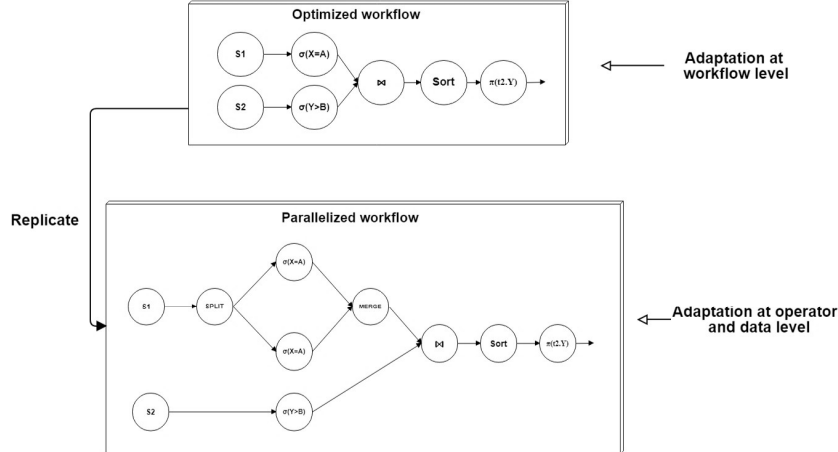 Optimized workflow
S1
σ(X=A)
S2
σ(Y>B)
⋈
Sort
π(t2.Y)
Adaptation at
workflow level
Replicate
Parallelized workflow
S1
SPLIT
σ(X=A)
σ(X=A)
MERGE
S2
σ(Y>B)
⋈
Sort
π(t2.Y)
Adaptation at operator
and data level